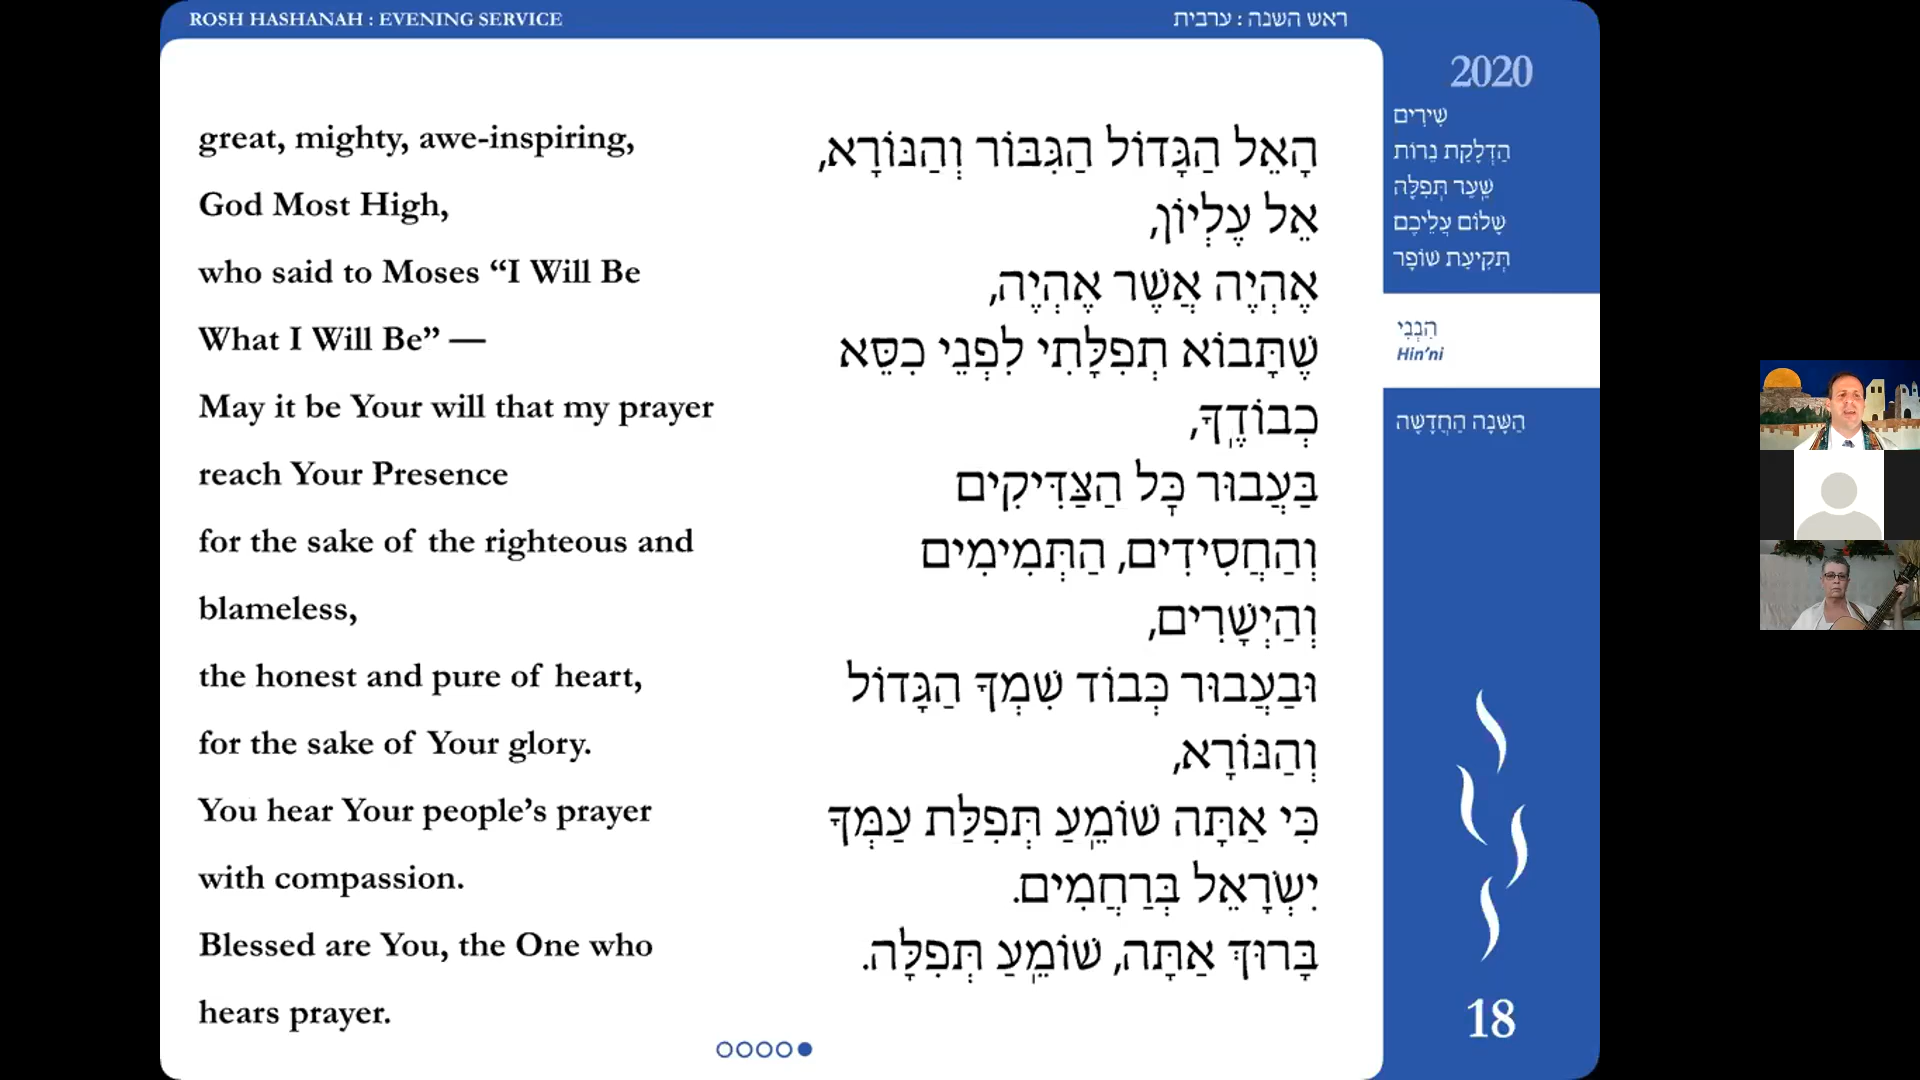 ROSH HASHANAH : EVENING SERVICE
ראש השנה : ערבית
great, mighty, awe-inspiring,
God Most High,
who said to Moses “I Will Be
What I Will Be” —
May it be Your will that my prayer
reach Your Presence
for the sake of the righteous and
blameless,
the honest and pure of heart,
for the sake of Your glory.
You hear Your people’s prayer
with compassion.
Blessed are You, the One who
hears prayer.
הָאֵל הַגָּדוֹל הַגִּבּוֹר וְהַנּוֹרָא,
אֵל עֶלְיוֹן,
אֶהְיֶה אֲשֶׁר אֶהְיֶה,
שֶׁתָּבוֹא תְפִלָּתִי לִפְנֵי כִסֵּא
כְבוֹדֶֽךָ,
בַּעֲבוּר כׇּל הַצַּדִּיקִים
וְהַחֲסִידִים, הַתְּמִימִים
וְהַיְשָׁרִים,
וּבַעֲבוּר כְּבוֹד שִׁמְךָ הַגָּדוֹל
וְהַנּוֹרָא,
כִּי אַתָּה שׁוֹמֵֽעַ תְּפִלַּת עַמְּךָ
יִשְׂרָאֵל בְּרַחֲמִים.
בָּרוּךְ אַתָּה, שׁוֹמֵֽעַ תְּפִלָּה.
2020
שִׁירִים
הַדְלָקַת נֵרוֹת
שַֽׁעַר תְּפִלָּה
שָׁלוֹם עֲלֵיכֶם
תְּקִיעַת שׁוֹפָר
הִנְנִי
Hin’ni
הַשָּׁנָה הַחֲדָשָׁה
18